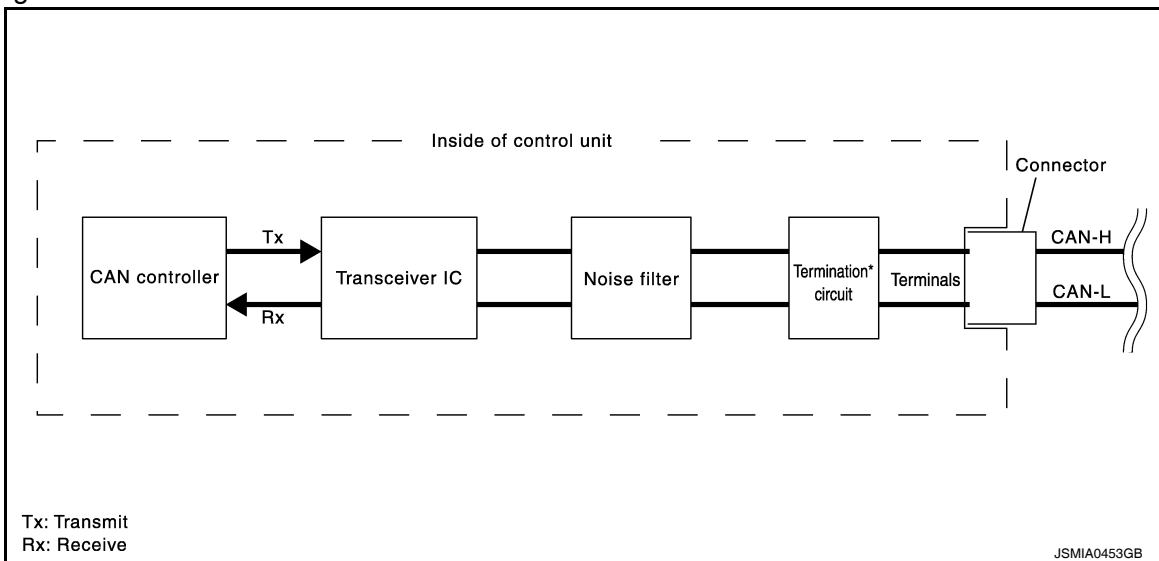 Inside of control unit
Connector
CAN controller
Tx
Rx
Transceiver IC
Noise filter
Termination*
circuit
Terminals
CAN-H
CAN-L
Tx: Transmit
Rx: Receive
JSMIA0453GB